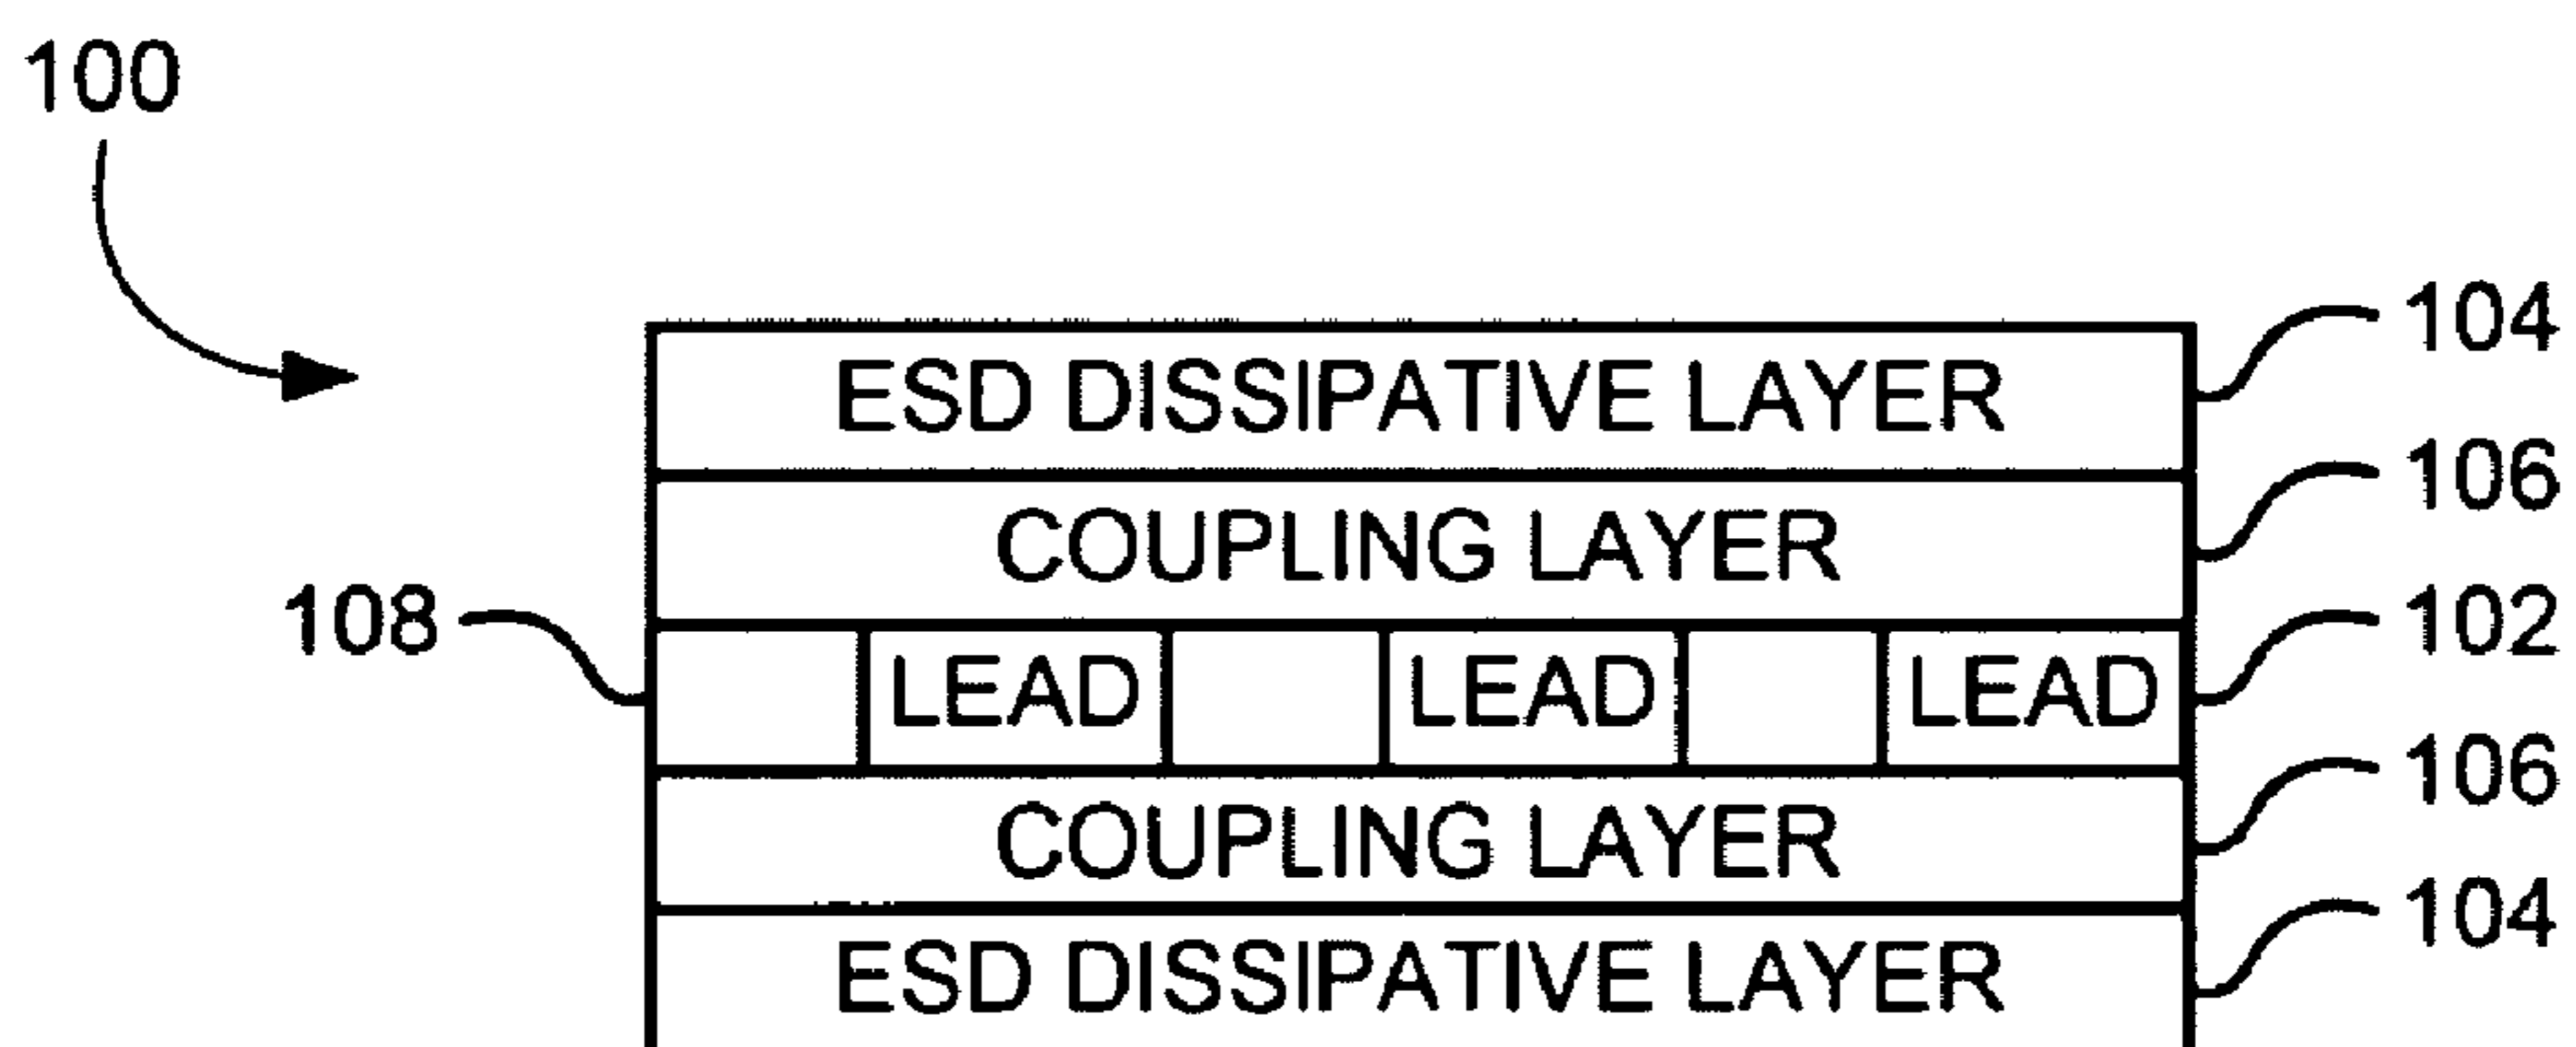 100
ESD DISSIPATIVE LAYER 104
COUPLING LAYER 106
108 LEAD LEAD LEAD 102
COUPLING LAYER 106
ESD DISSIPATIVE LAYER 104